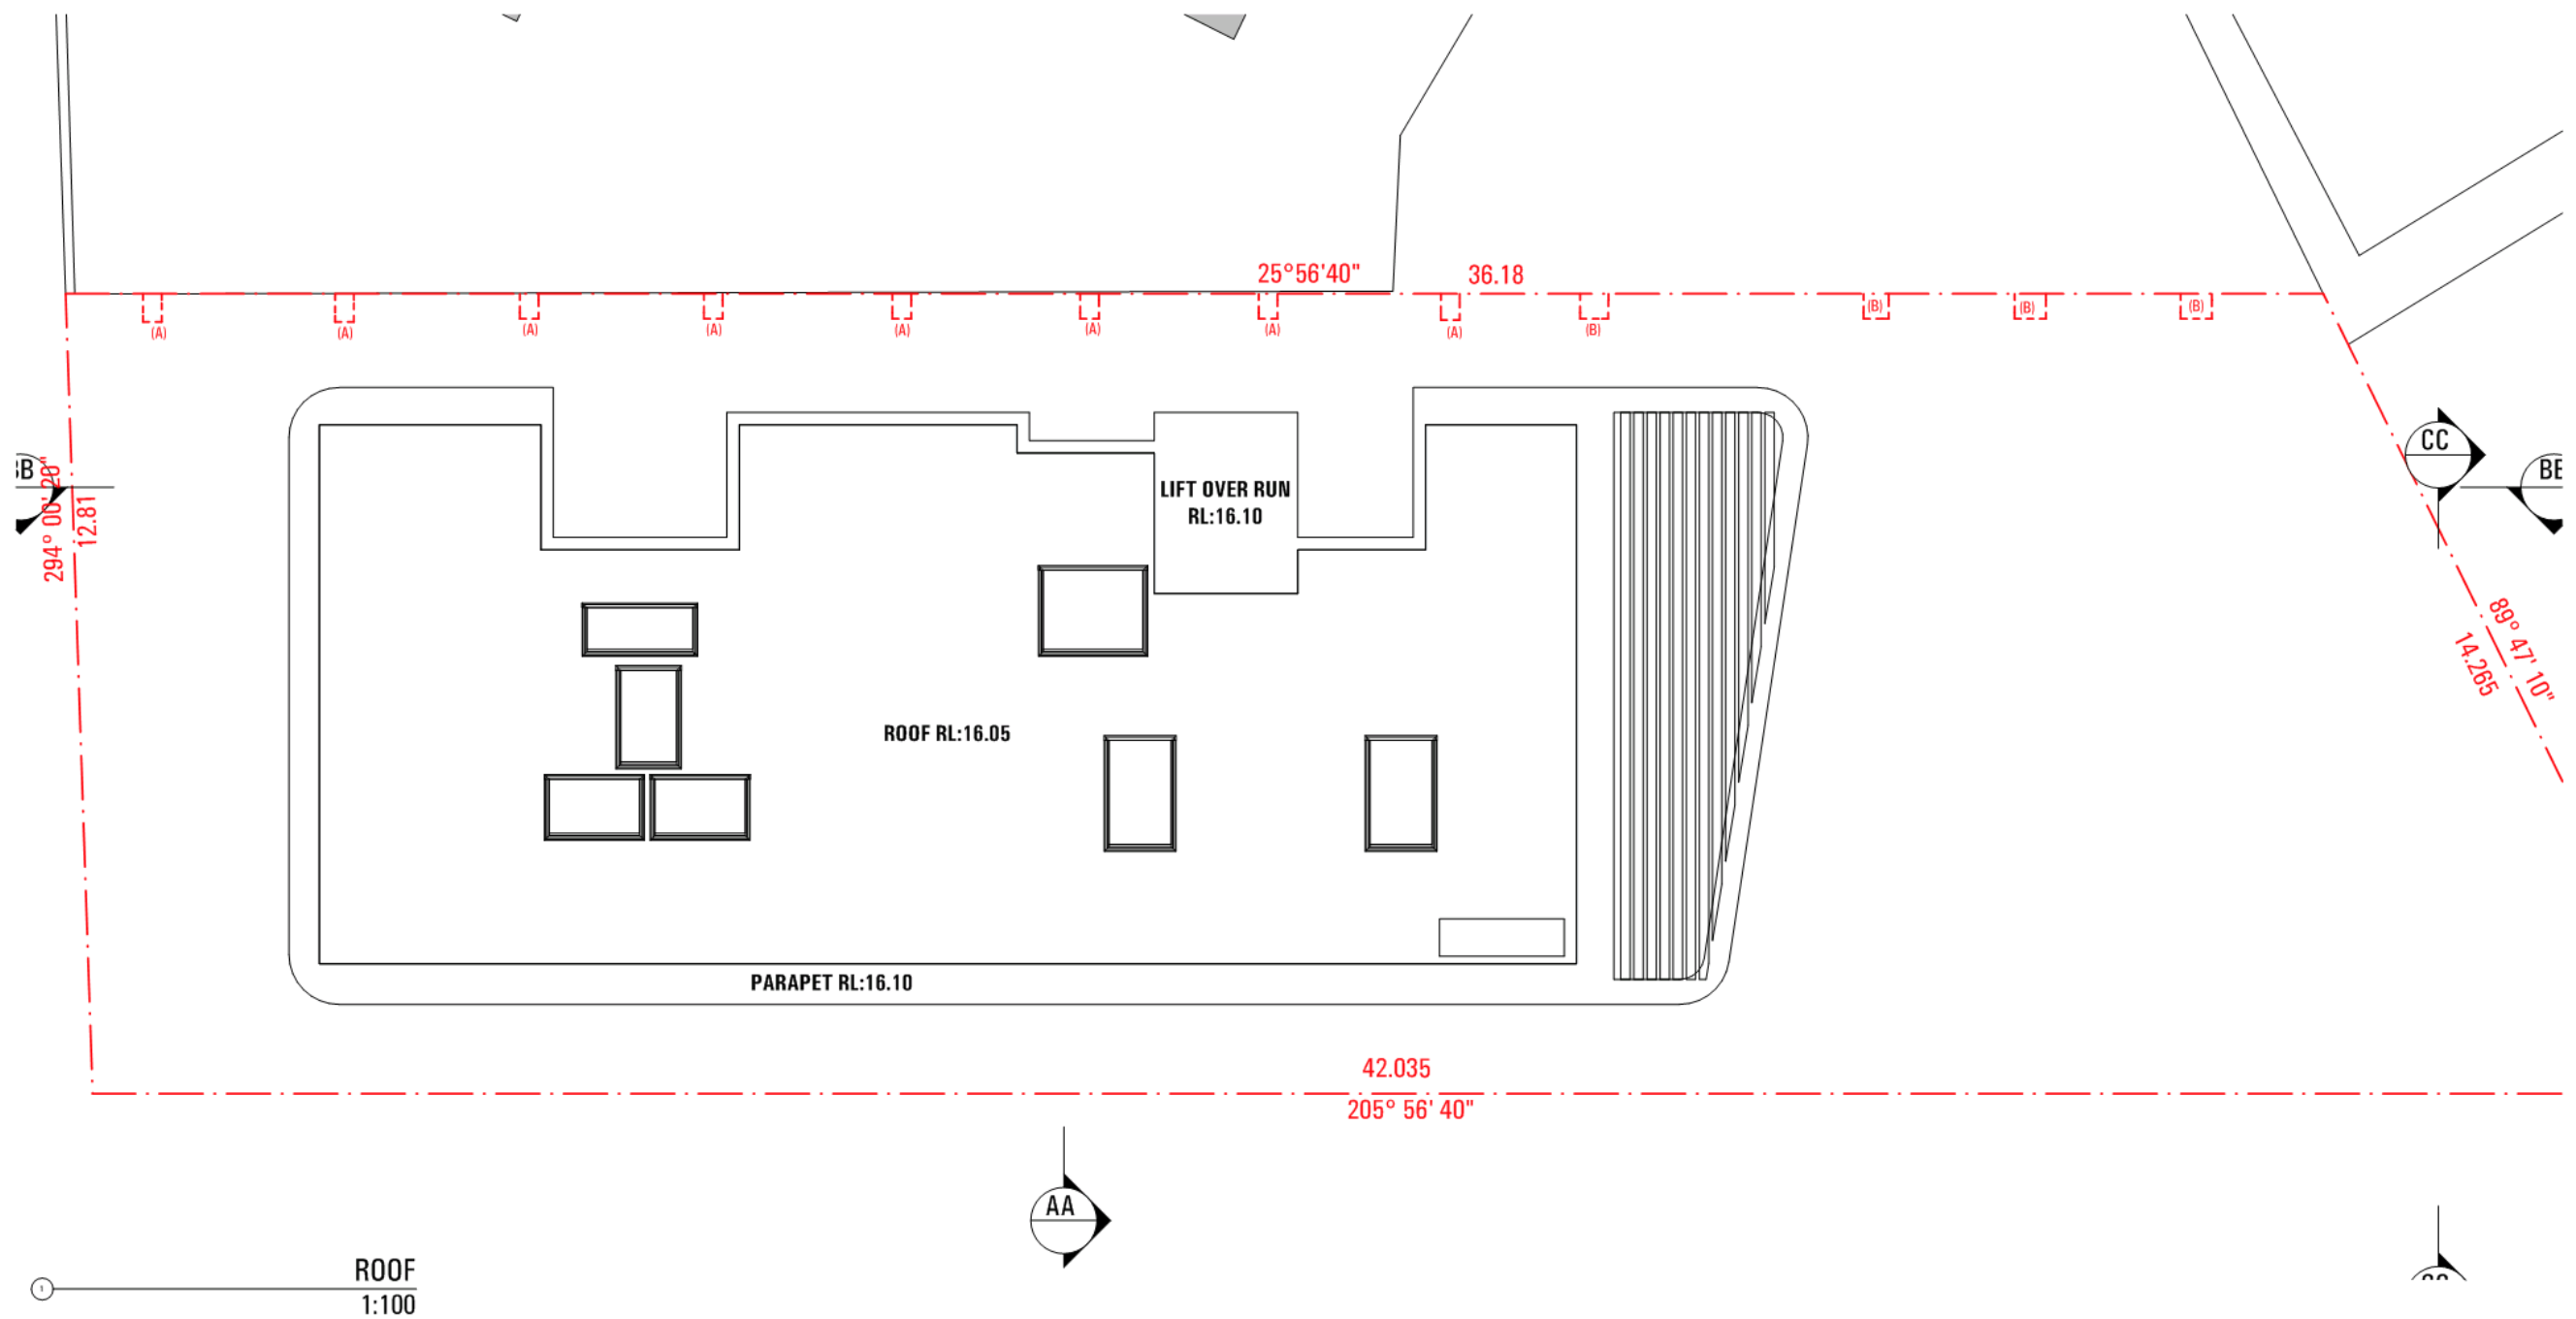 25°56'40" 36.18
(A) (A) (A) (A) (A) (A) (A) (A) (B) (B) (B) (B)
CC
BB
BE
294° 00' 20"
12.81
LIFT OVER RUN
RL:16.10
89° 47' 10"
14.265
ROOF RL:16.05
PARAPET RL:16.10
42.035
205° 56' 40"
AA
ROOF
1
1:100